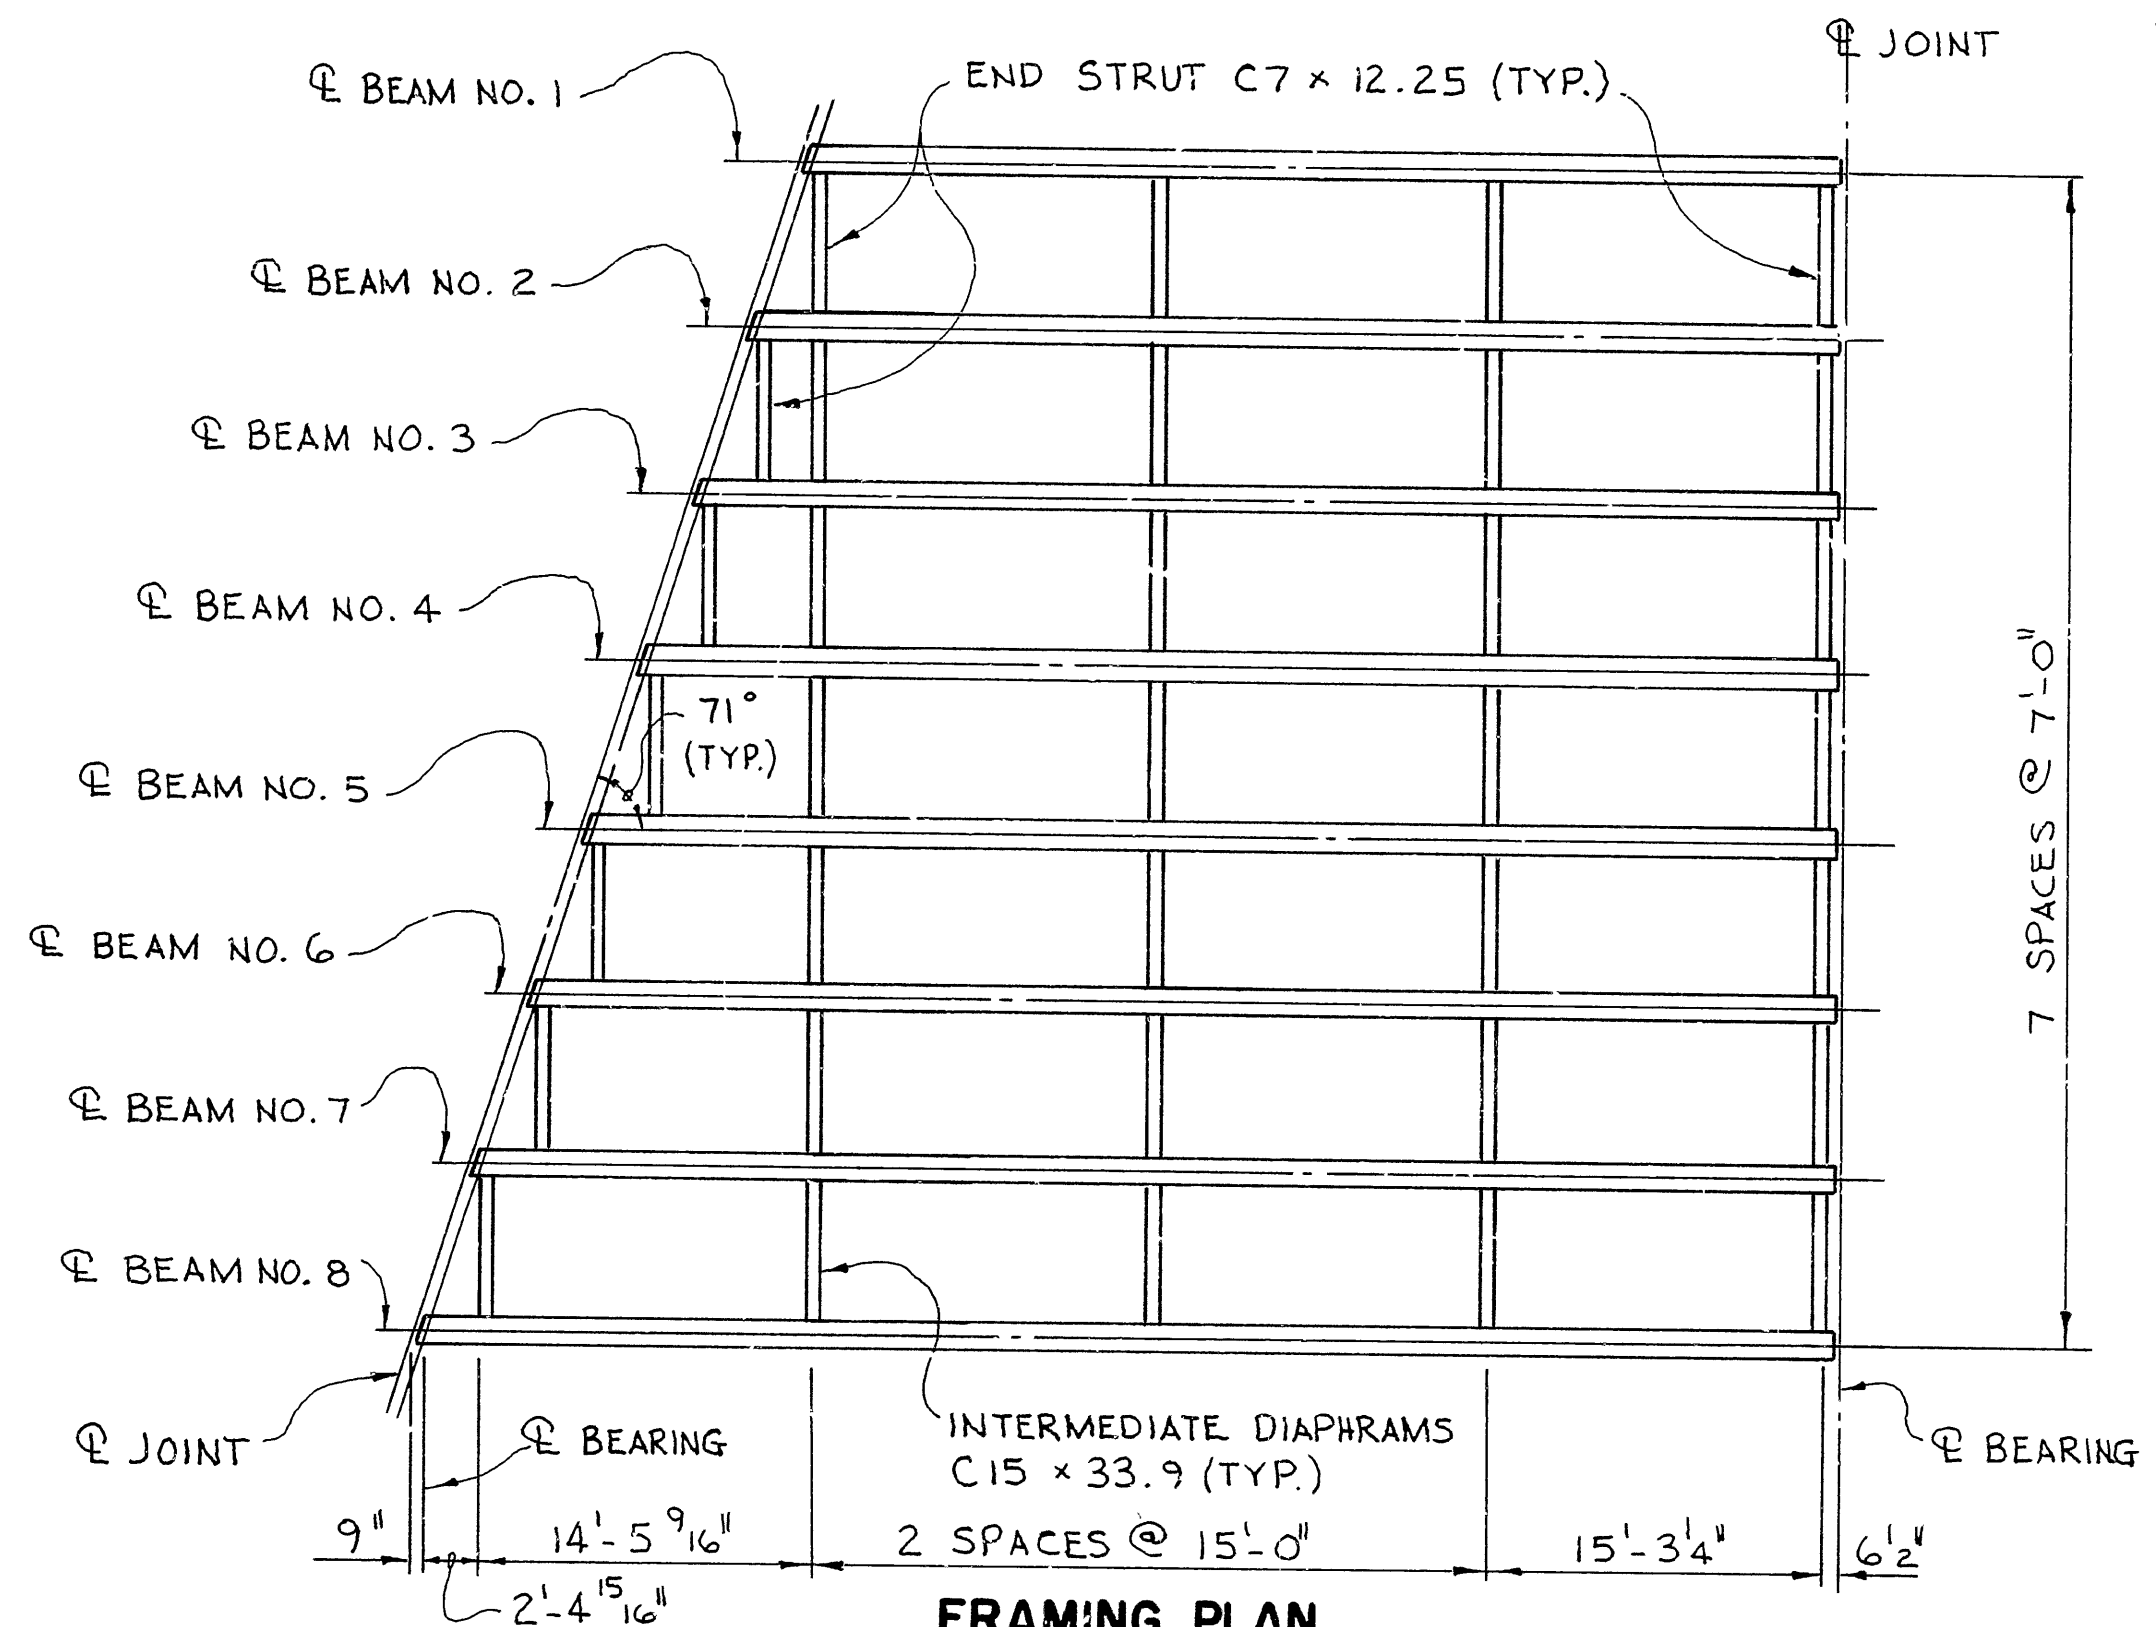 ℄ JOINT
℄ BEAM NO. 1
END STRUT C7 × 12.25 (TYP.)
℄ BEAM NO. 2
℄ BEAM NO. 3
℄ BEAM NO. 4
71°
(TYP.)
℄ BEAM NO. 5
7 SPACES @ 7'-0"
℄ BEAM NO. 6
℄ BEAM NO. 7
℄ BEAM NO. 8
℄ JOINT
℄ BEARING
INTERMEDIATE DIAPHRAMS
C15 × 33.9 (TYP.)
℄ BEARING
9"
14'-5 9/16"
2 SPACES @ 15'-0"
15'-3 1/4"
6 1/2"
2'-4 15/16"
FRAMING PLAN